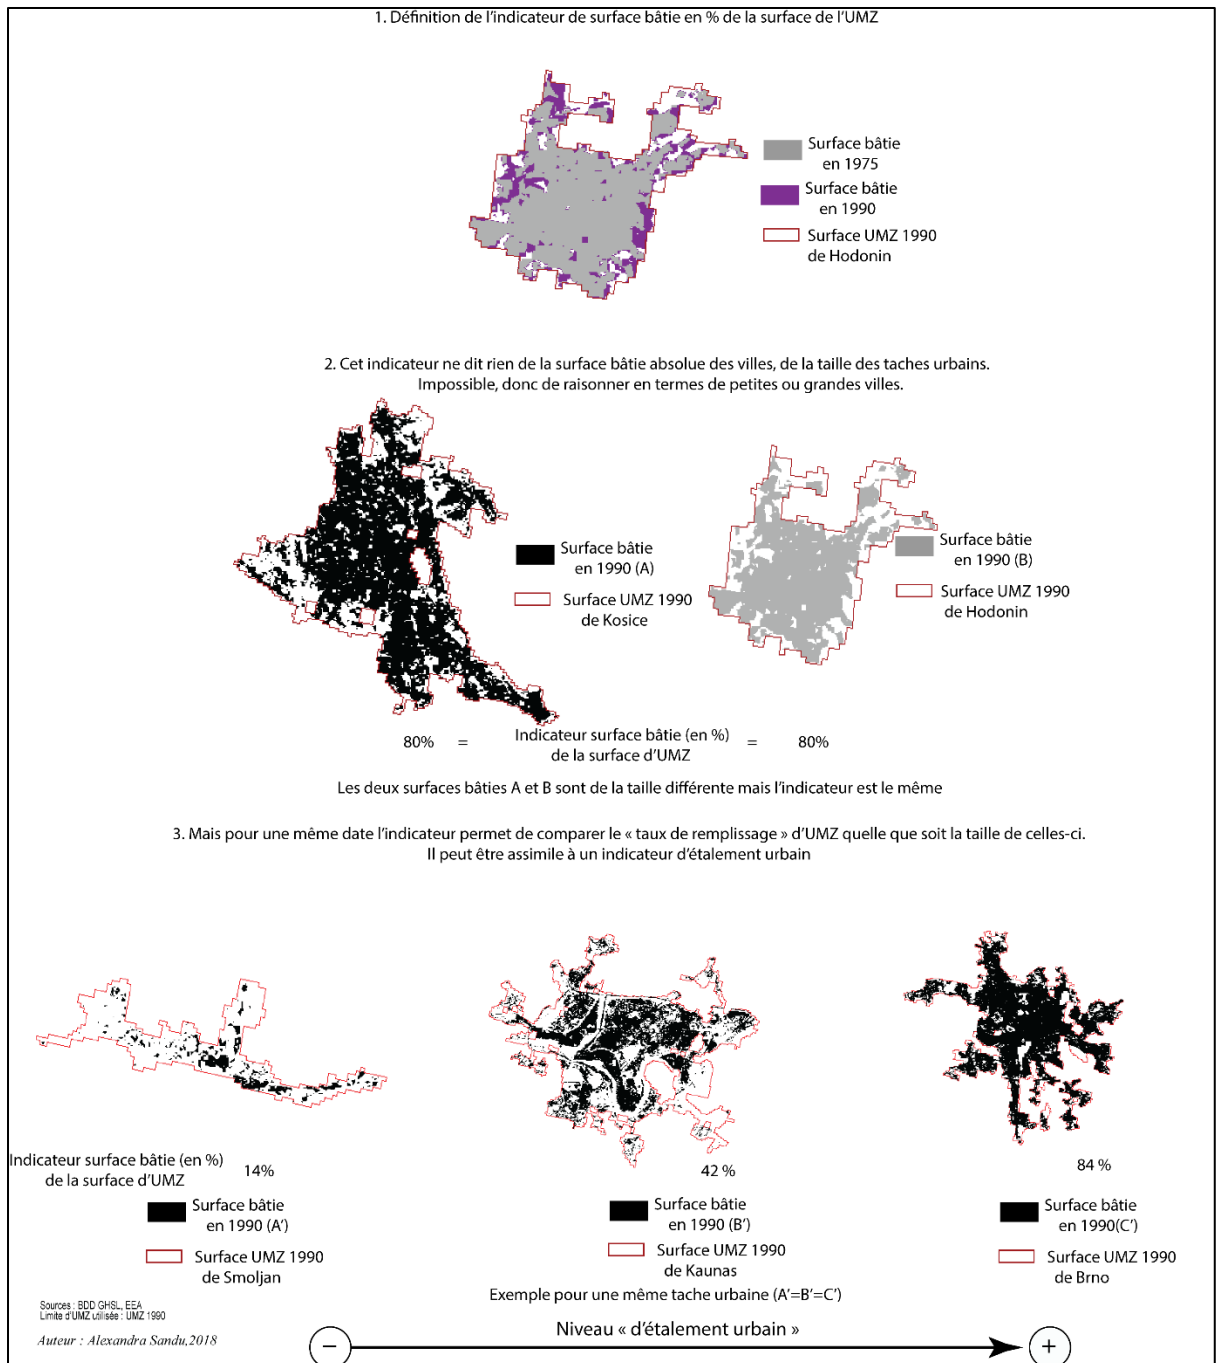 1. Définition de l'indicateur de surface bâtie en % de la surface de l'UMZ
Surface bâtie
en 1975
Surface bâtie
en 1990
Surface UMZ 1990
de Hodonin
2. Cet indicateur ne dit rien de la surface bâtie absolue des villes, de la taille des taches urbains.
Impossible, donc de raisonner en termes de petites ou grandes villes.
Surface bâtie
en 1990 (A)
Surface UMZ 1990
de Kosice
Surface bâtie
en 1990 (B)
Surface UMZ 1990
de Hodonin
80% = Indicateur surface bâtie (en %) = 80%
de la surface d'UMZ
Les deux surfaces bâties A et B sont de la taille différente mais l'indicateur est le même
3. Mais pour une même date l'indicateur permet de comparer le « taux de remplissage » d'UMZ quelle que soit la taille de celles-ci.
Il peut être assimile à un indicateur d'étalement urbain
Indicateur surface bâtie (en %)
de la surface d'UMZ
14%
42 %
84 %
Surface bâtie
en 1990 (A')
Surface UMZ 1990
de Smoljan
Surface bâtie
en 1990 (B')
Surface UMZ 1990
de Kaunas
Surface bâtie
en 1990(C')
Surface UMZ 1990
de Brno
Exemple pour une même tache urbaine (A'=B'=C')
Sources : BDD GHSL, EEA
Limite d'UMZ utilisée : UMZ 1990
Auteur : Alexandra Sandu,2018
Niveau « d'étalement urbain »
− +